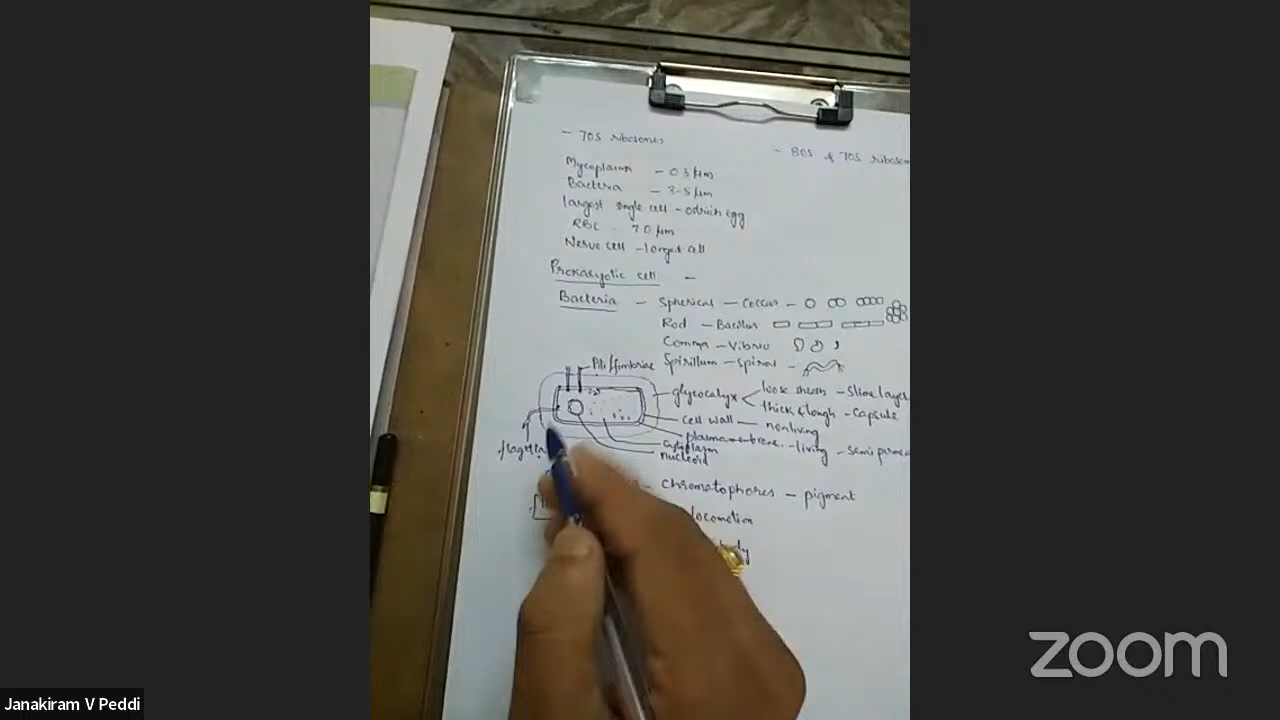 - 70S ribosomes
- 80S & 70S ribosom
Mycoplasma - 0.3 μm
Bacteria - 3-5 μm
largest single cell - ostrich egg
RBC - 7.0 μm
Nerve cell - longest cell
Prokaryotic cell -
Bacteria - Spherical - Coccus -
Rod - Bacillus
Comma - Vibrio
Pili/fimbriae Spirillum - Spiral -
glycocalyx loose sheath - Slime layer
thick & tough - Capsule
cell wall - nonliving
plasmamembrane - living - semi perm
cytoplasm
nucleoid
flagella
- chromatophores - pigment
locomotion
zoom
Janakiram V Peddi